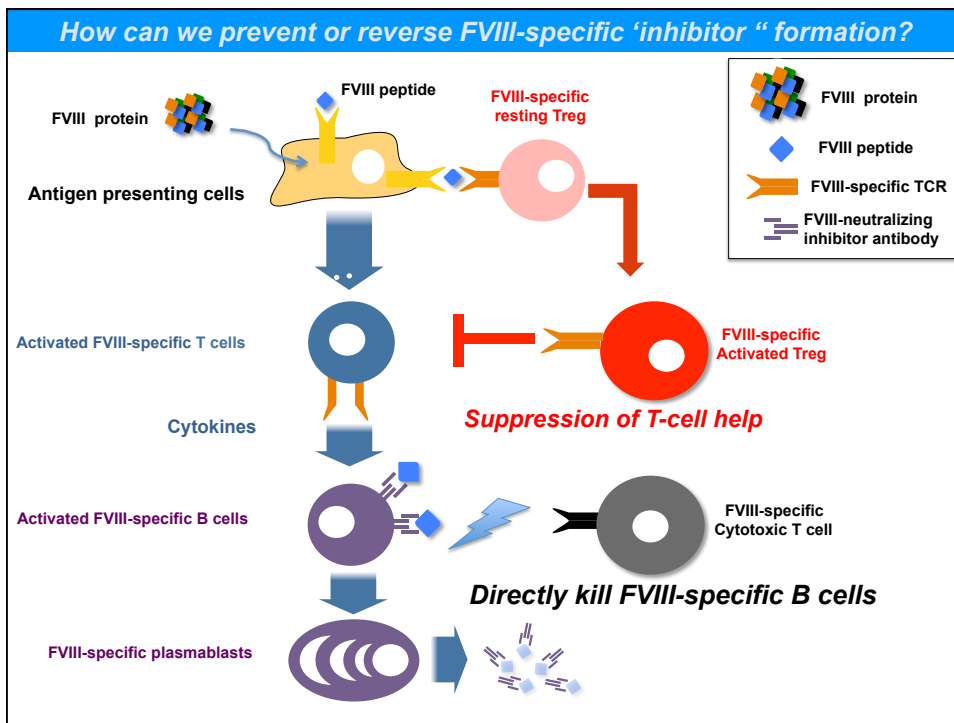 How can we prevent or reverse FVIII-specific ‘inhibitor “ formation?
FVIII protein
FVIII peptide
FVIII-specific
resting Treg
Antigen presenting cells
FVIII protein
FVIII peptide
FVIII-specific TCR
FVIII-neutralizing
inhibitor antibody
Activated FVIII-specific T cells
FVIII-specific
Activated Treg
Suppression of T-cell help
Cytokines
Activated FVIII-specific B cells
FVIII-specific
Cytotoxic T cell
Directly kill FVIII-specific B cells
FVIII-specific plasmablasts